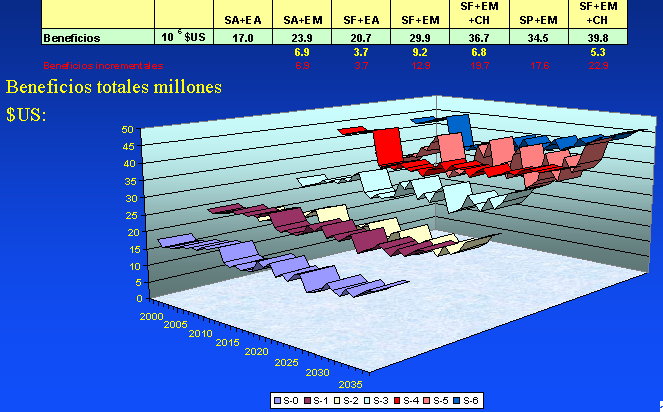 SF+EM SF+EM
SA+EA SA+EM SF+EA SF+EM +CH SP+EM +CH
Beneficios 10 6 $US 17.0 23.9 20.7 29.9 36.7 34.5 39.8
6.9 3.7 9.2 6.8 5.3
Beneficios Incrementales 6.9 3.7 12.9 19.7 17.6 22.9
Beneficios totales millones
$US:
50
45
40
35
30
25
20
15
10
5
0
2000
2005
2010
2015
2020
2025
2030
2035
S-0 S-1 S-2 S-3 S-4 S-5 S-6